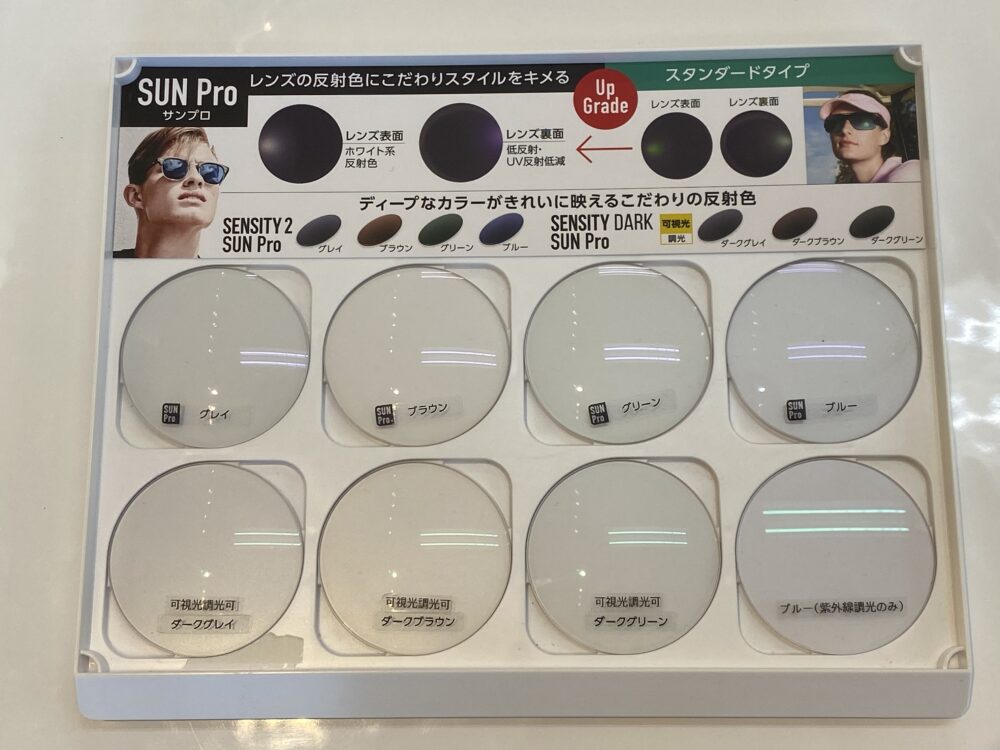 SUN Pro
サンプロ
レンズの反射色にこだわりスタイルをキメる
Up
Grade
スタンダードタイプ
レンズ表面
ホワイト系
反射色
レンズ裏面
低反射・
UV反射低減
レンズ表面
レンズ裏面
ディープなカラーがきれいに映えるこだわりの反射色
SENSITY 2
SUN Pro
グレイ
ブラウン
グリーン
ブルー
SENSITY DARK
SUN Pro
可視光
調光
ダークグレイ
ダークブラウン
ダークグリーン
SUN
Pro
グレイ
SUN
Pro
ブラウン
SUN
Pro
グリーン
SUN
Pro
ブルー
可視光調光可
ダークグレイ
可視光調光可
ダークブラウン
可視光調光可
ダークグリーン
ブルー(紫外線調光のみ)